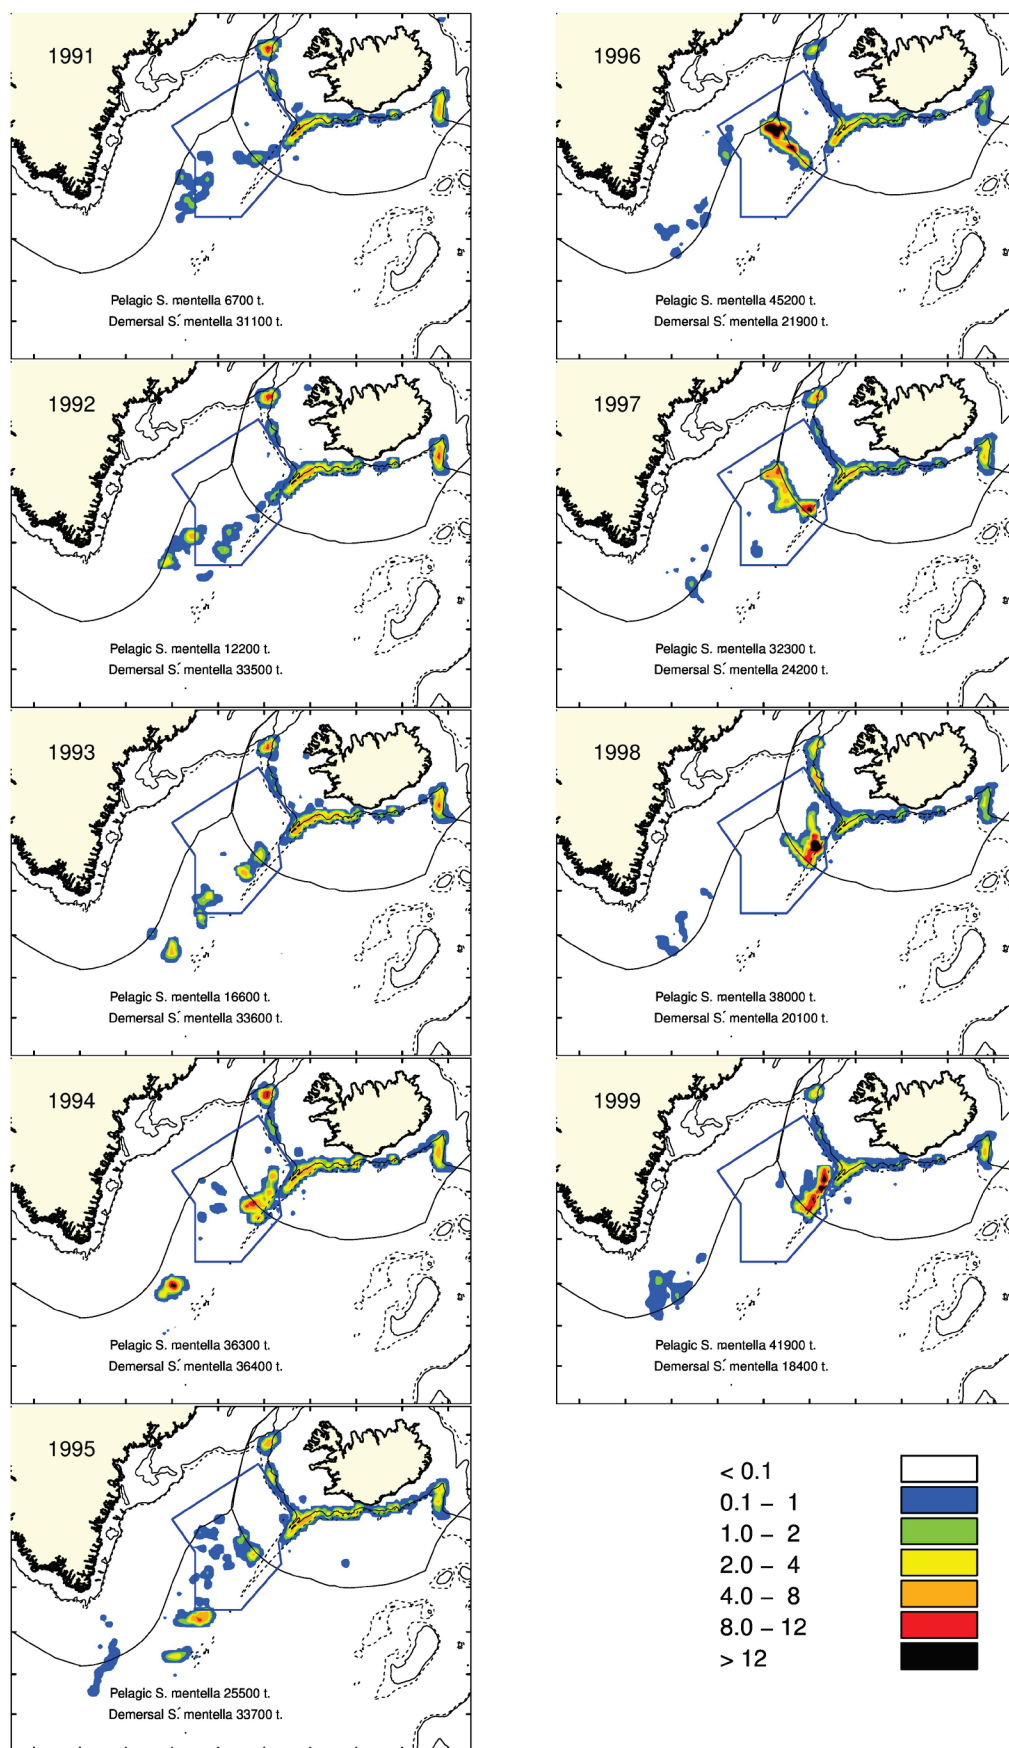 1991
Pelagic S. mentella 6700 t.
Demersal S. mentella 31100 t.
1992
Pelagic S. mentella 12200 t.
Demersal S. mentella 33500 t.
1993
Pelagic S. mentella 16600 t.
Demersal S. mentella 33600 t.
1994
Pelagic S. mentella 36300 t.
Demersal S. mentella 36400 t.
1995
Pelagic S. mentella 25500 t.
Demersal S. mentella 33700 t.
1996
Pelagic S. mentella 45200 t.
Demersal S. mentella 21900 t.
1997
Pelagic S. mentella 32300 t.
Demersal S. mentella 24200 t.
1998
Pelagic S. mentella 38000 t.
Demersal S. mentella 20100 t.
1999
Pelagic S. mentella 41900 t.
Demersal S. mentella 18400 t.
< 0.1
0.1 – 1
1.0 – 2
2.0 – 4
4.0 – 8
8.0 – 12
> 12